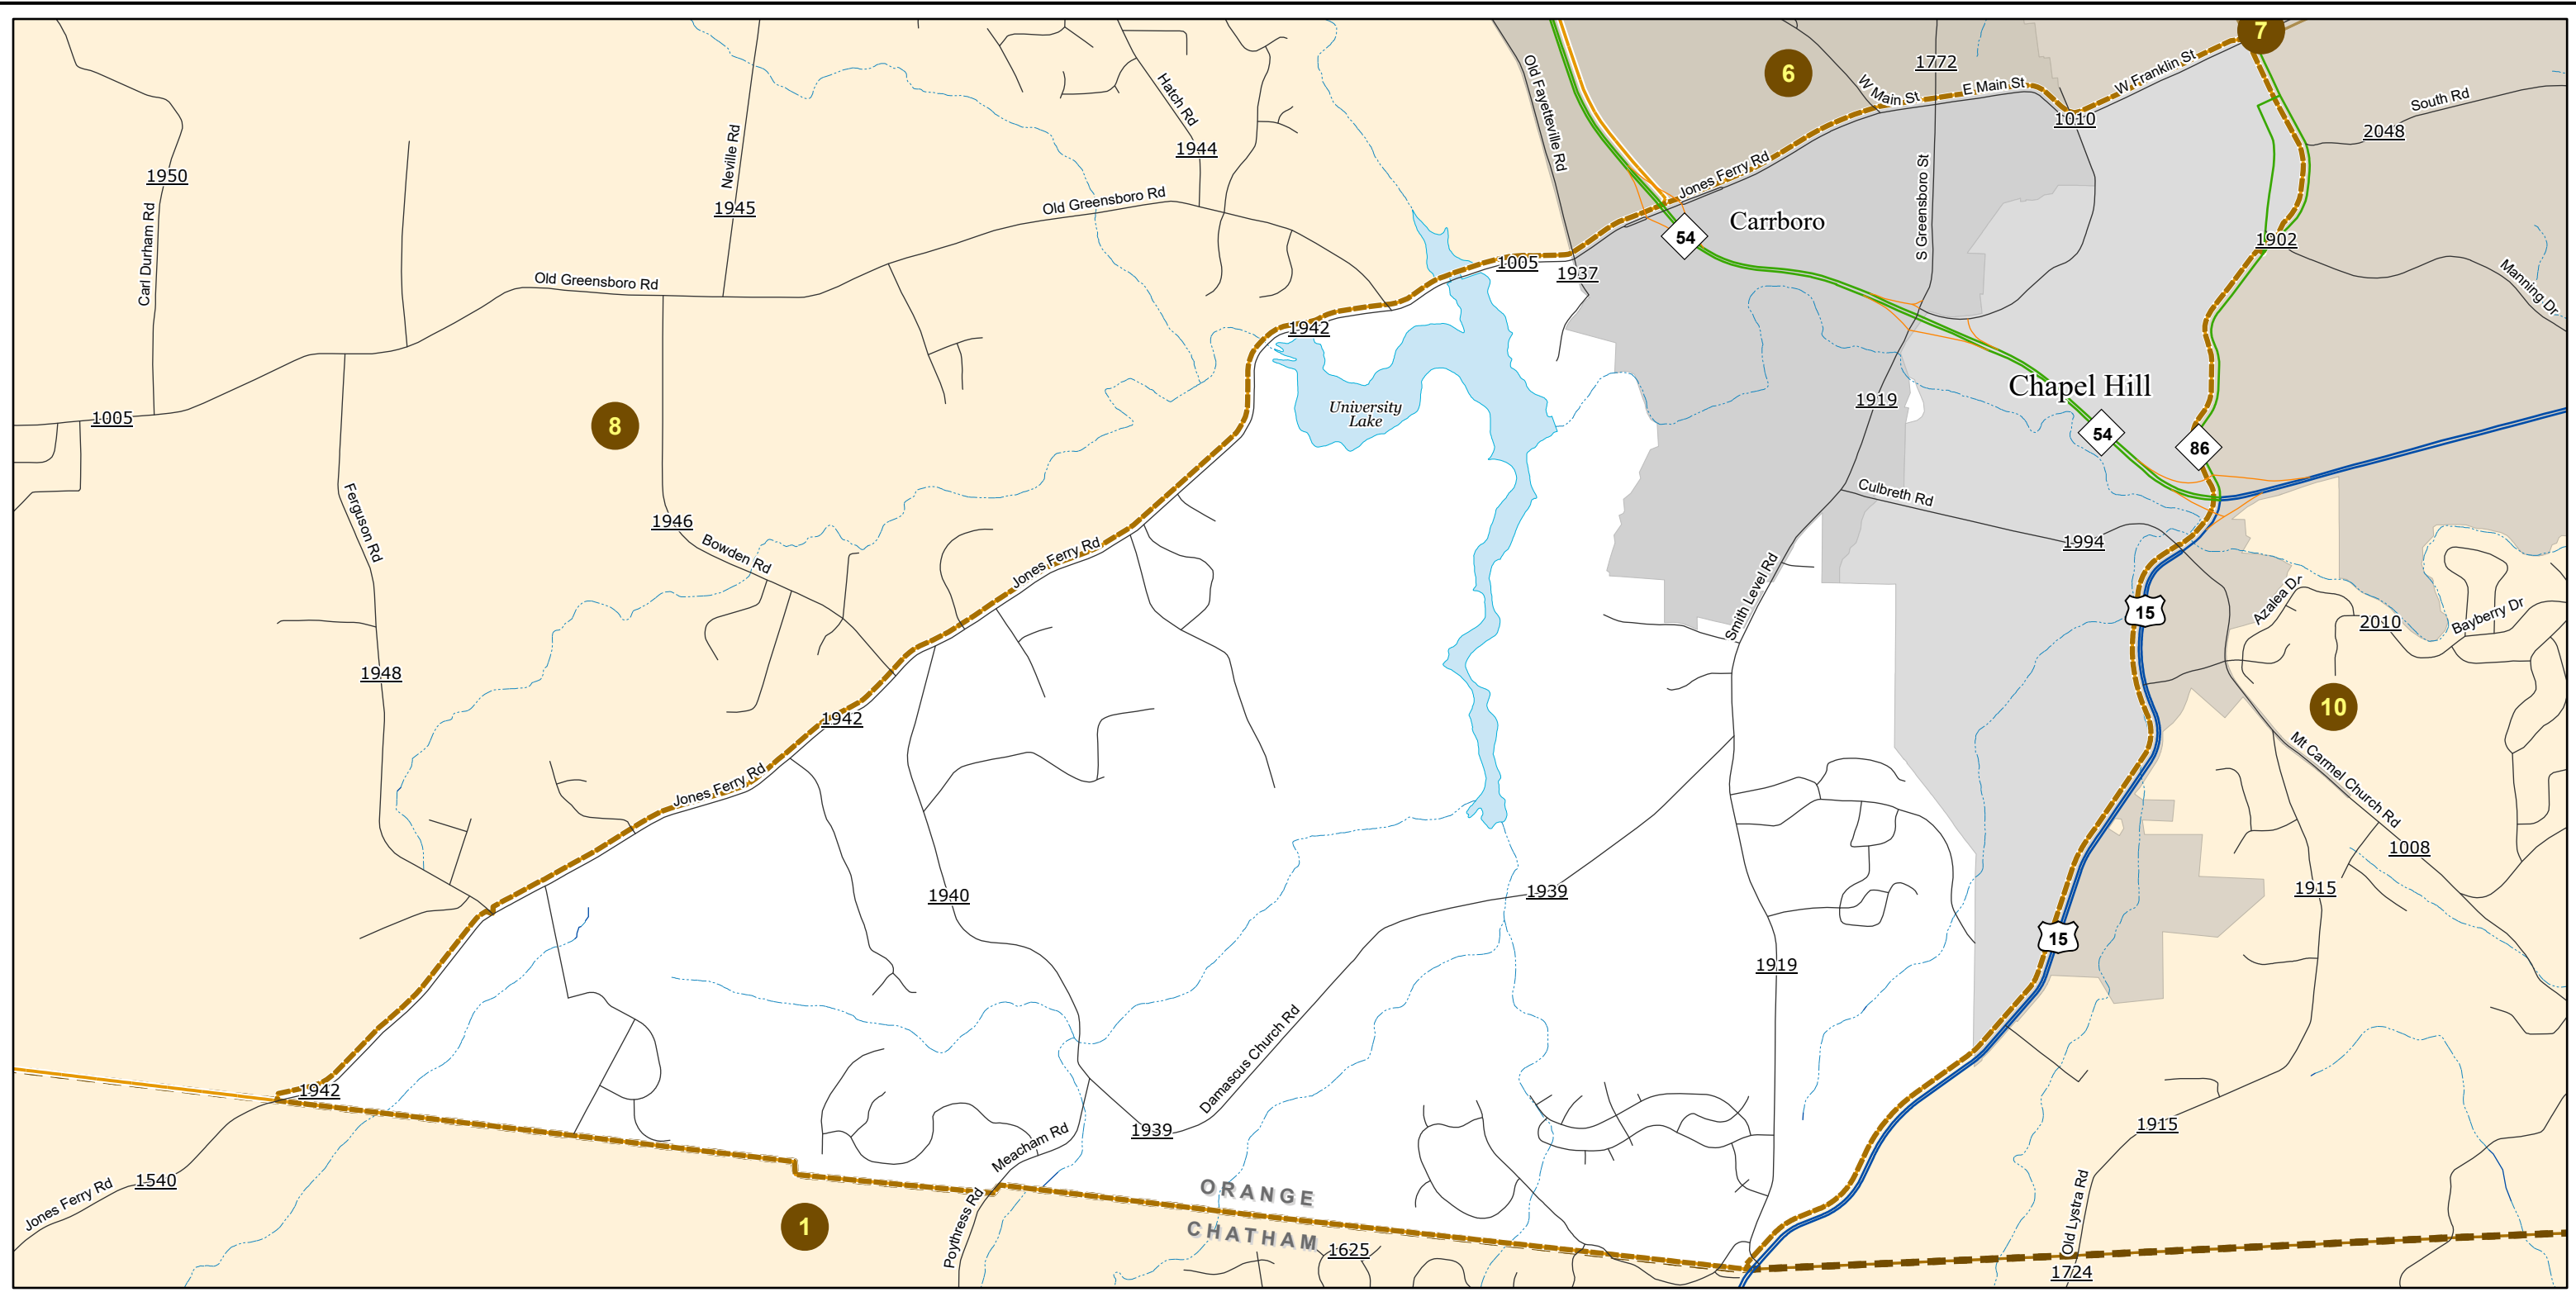 7
6
1772
W Main St
E Main St
W Franklin St
1010
South Rd
2048
Old Fayetteville Rd
Hatch Rd
1944
Neville Rd
1945
1950
Carl Durham Rd
Old Greensboro Rd
Old Greensboro Rd
Jones Ferry Rd
54
Carrboro
S Greensboro St
1902
Manning Dr
1005
1937
1942
University
Lake
Chapel Hill
1919
54
86
1005
8
Ferguson Rd
1946
Bowden Rd
Jones Ferry Rd
Culbreth Rd
1994
Smith Level Rd
15
Azalea Dr
2010
Bayberry Dr
1948
1942
10
Jones Ferry Rd
Mt Carmel Church Rd
1008
1940
1939
1915
15
1919
Damascus Church Rd
1942
1939
Meacham Rd
1915
1540
Jones Ferry Rd
1
Poythress Rd
ORANGE
CHATHAM
1625
Old Lystra Rd
1724